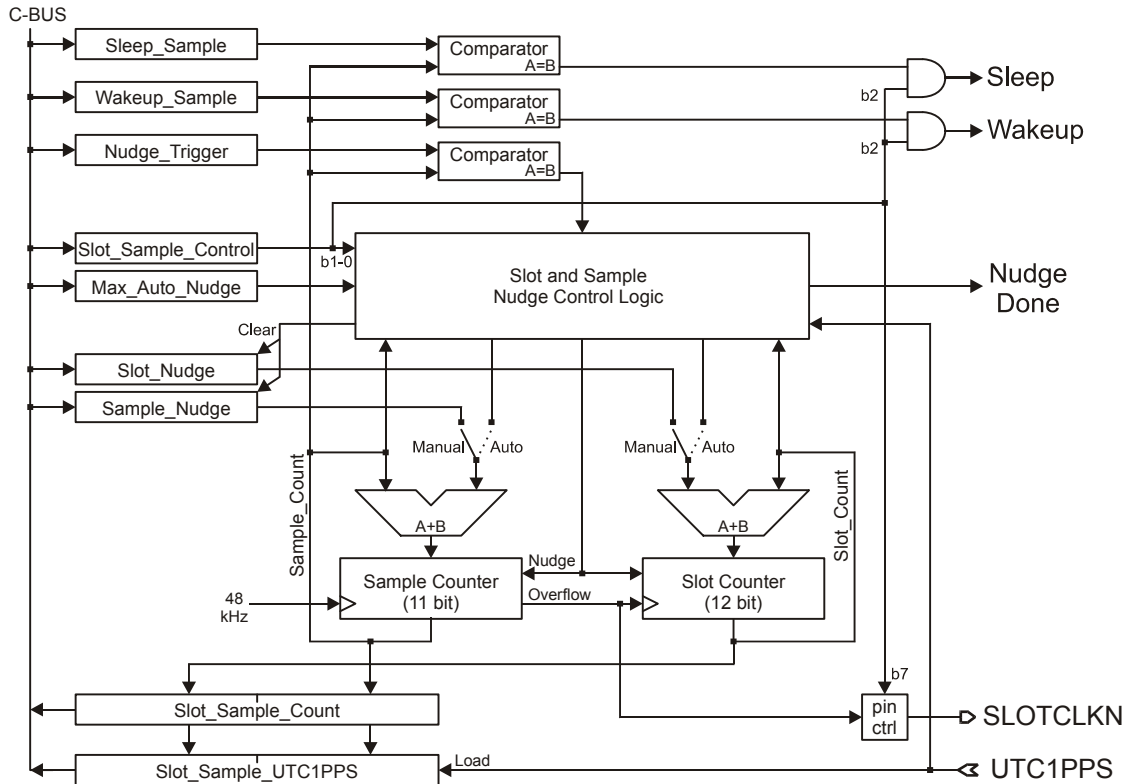 C-BUS
Sleep_Sample
Comparator
A=B
Sleep
b2
Wakeup_Sample
Comparator
A=B
Wakeup
b2
Nudge_Trigger
Comparator
A=B
Slot_Sample_Control
b1-0
Slot and Sample
Nudge Control Logic
Max_Auto_Nudge
Nudge
Done
Clear
Slot_Nudge
Sample_Nudge
Manual
Auto
Manual
Auto
Sample_Count
Slot_Count
A+B
A+B
Nudge
Sample Counter
(11 bit)
Slot Counter
(12 bit)
Overflow
48
kHz
b7
Slot_Sample_Count
pin
ctrl
SLOTCLKN
Slot_Sample_UTC1PPS
Load
UTC1PPS